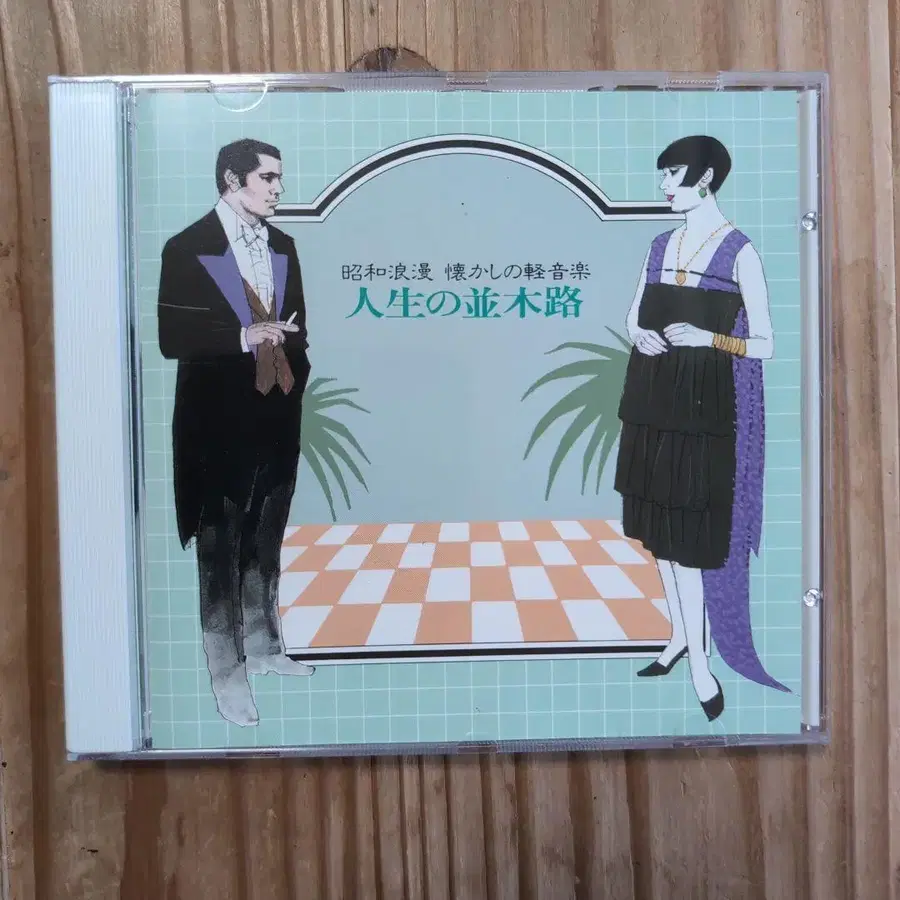 昭和浪漫 懐かしの軽音楽
人生の並木路